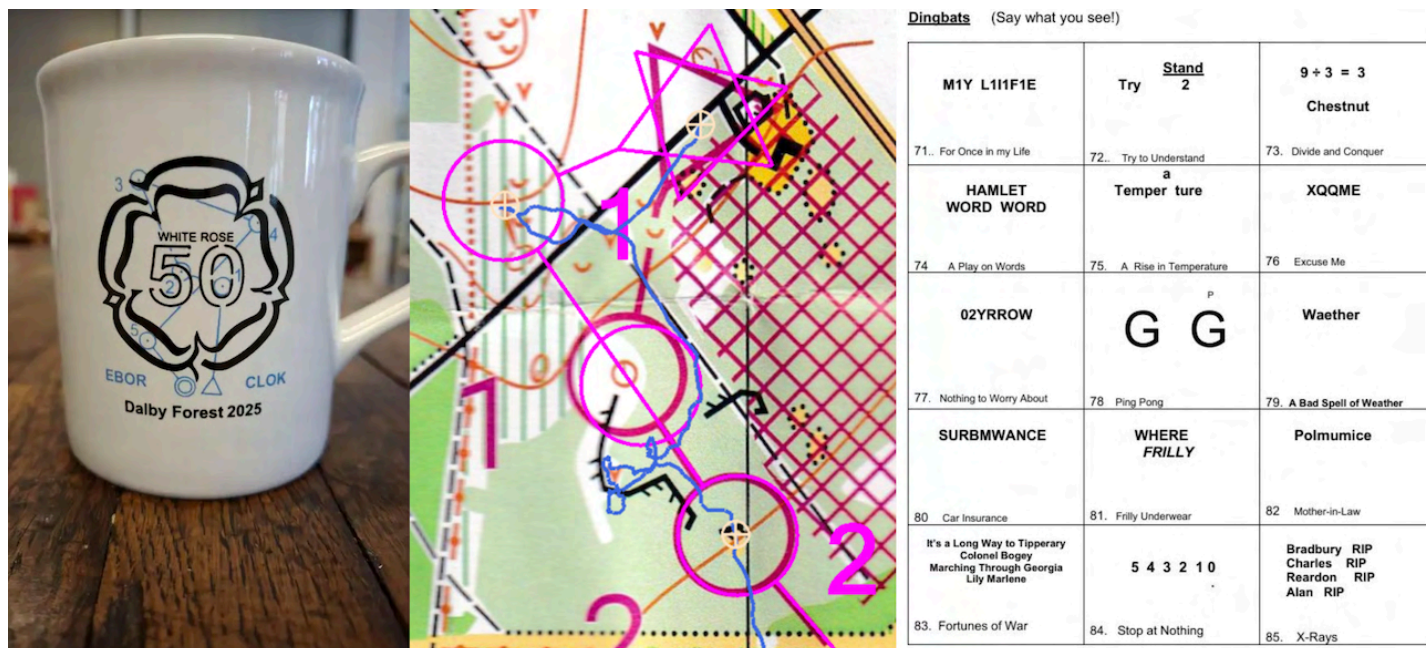 3
4
WHITE ROSE
50
2
1
5
EBOR
CLOK
Dalby Forest 2025
1
1
2
2
Dingbats (Say what you see!)
M1Y L1I1F1E
71.. For Once in my Life
Stand
Try 2
72.. Try to Understand
9 ÷ 3 = 3
Chestnut
73. Divide and Conquer
HAMLET
WORD WORD
74 A Play on Words
a
Temper ture
75. A Rise in Temperature
XQQME
76 Excuse Me
02YRROW
77. Nothing to Worry About
P
G G
78 Ping Pong
Waether
79. A Bad Spell of Weather
SURBMWANCE
80 Car Insurance
WHERE
FRILLY
81. Frilly Underwear
Polmumice
82 Mother-in-Law
It's a Long Way to Tipperary
Colonel Bogey
Marching Through Georgia
Lily Marlene
83. Fortunes of War
5 4 3 2 1 0
84. Stop at Nothing
Bradbury RIP
Charles RIP
Reardon RIP
Alan RIP
85. X-Rays